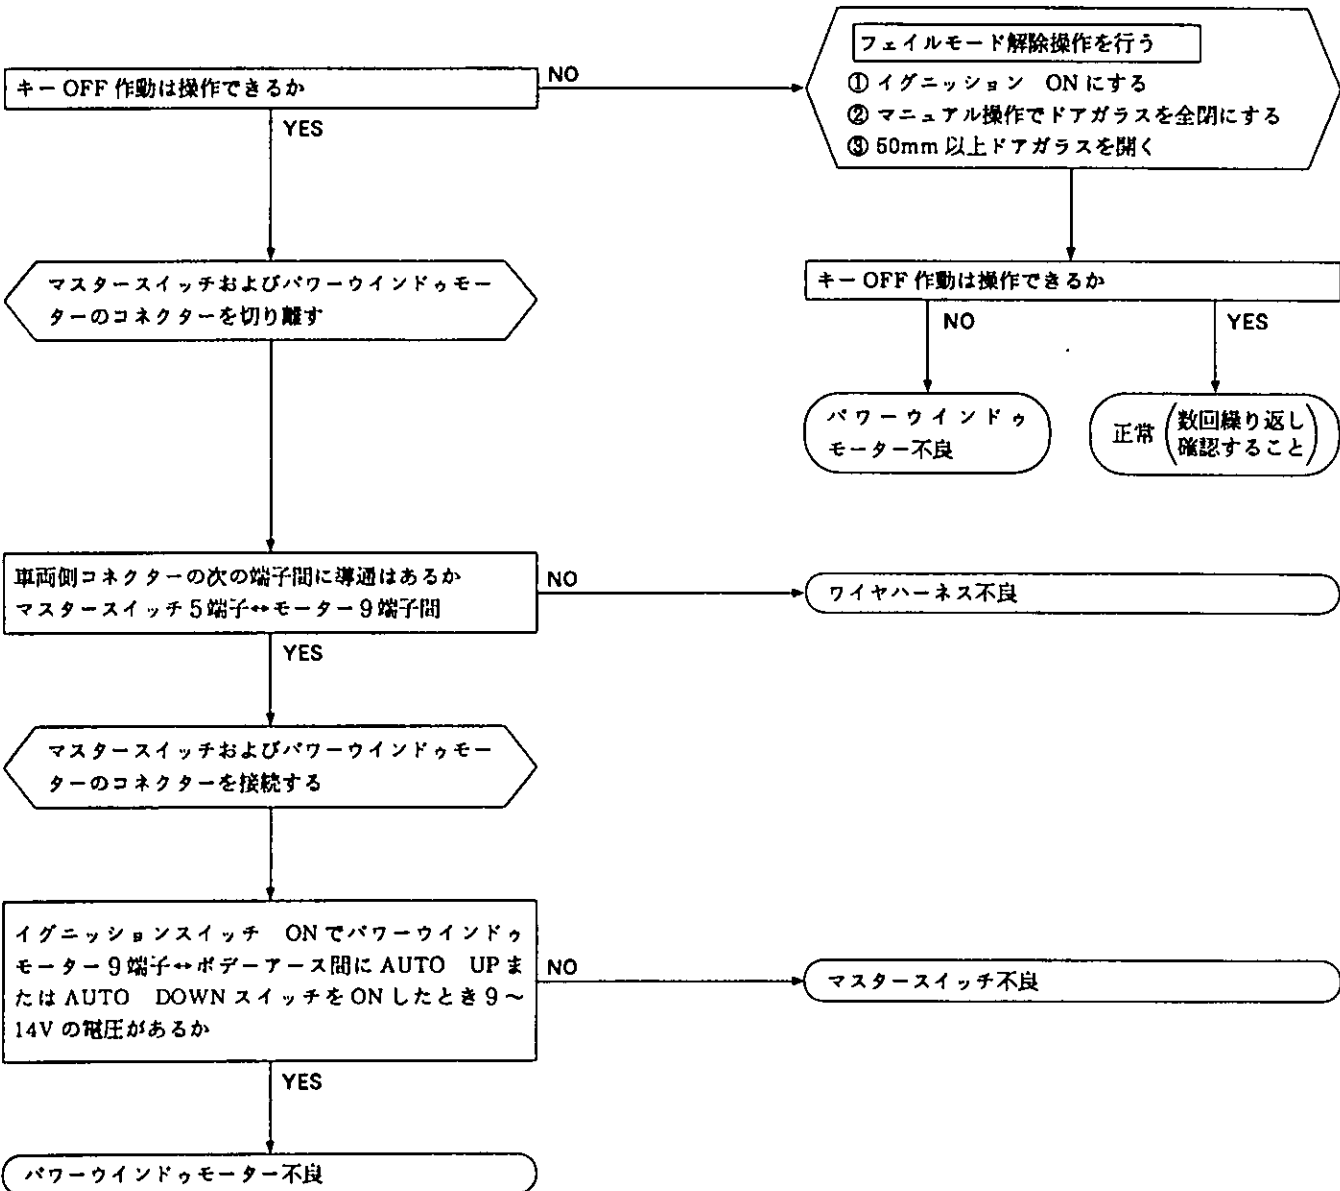 キー OFF 作動は操作できるか
NO
YES
フェイルモード解除操作を行う
① イグニッション ON にする
② マニュアル操作でドアガラスを全閉にする
③ 50mm 以上ドアガラスを開く
マスタースイッチおよびパワーウインドゥモー
ターのコネクターを切り離す
キー OFF 作動は操作できるか
NO
YES
パワーウインドゥ
モーター不良
正常 (数回繰り返し
確認すること)
車両側コネクターの次の端子間に導通はあるか
マスタースイッチ 5 端子↔モーター 9 端子間
NO
ワイヤハーネス不良
YES
マスタースイッチおよびパワーウインドゥモー
ターのコネクターを接続する
イグニッションスイッチ ON でパワーウインドゥ
モーター 9 端子↔ボデーアース間に AUTO UP ま
たは AUTO DOWN スイッチを ON したとき 9～
14V の電圧があるか
NO
マスタースイッチ不良
YES
パワーウインドゥモーター不良